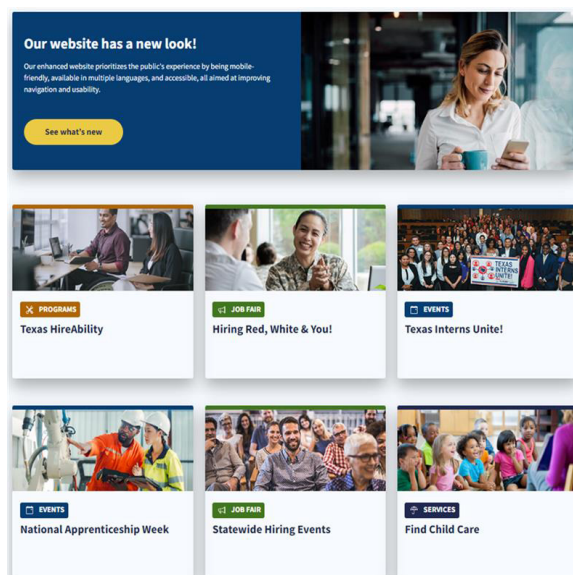 Our website has a new look!
Our enhanced website prioritizes the public's experience by being mobile-
friendly, available in multiple languages, and accessible, all aimed at improving
navigation and usability.
See what's new
PROGRAMS
Texas HireAbility
JOB FAIR
Hiring Red, White & You!
TEXAS
INTERNS
UNITE!
EVENTS
Texas Interns Unite!
EVENTS
National Apprenticeship Week
JOB FAIR
Statewide Hiring Events
SERVICES
Find Child Care